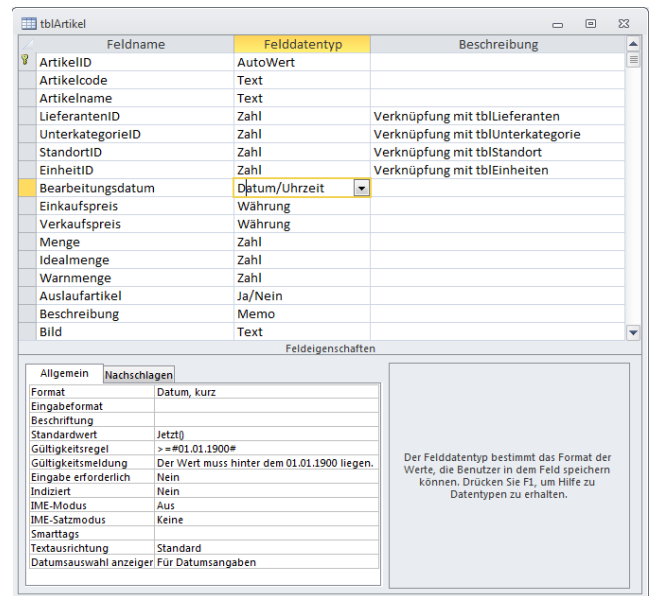 tblArtikel
Feldname Felddatentyp Beschreibung
ArtikelID AutoWert
Artikelcode Text
Artikelname Text
LieferantenID Zahl Verknüpfung mit tblLieferanten
UnterkategorieID Zahl Verknüpfung mit tblUnterkategorie
StandortID Zahl Verknüpfung mit tblStandort
EinheitID Zahl Verknüpfung mit tblEinheiten
Bearbeitungsdatum Datum/Uhrzeit
Einkaufspreis Währung
Verkaufspreis Währung
Menge Zahl
Idealmenge Zahl
Warnmenge Zahl
Auslaufartikel Ja/Nein
Beschreibung Memo
Bild Text
Feldeigenschaften
Allgemein Nachschlagen
Format Datum, kurz
Eingabeformat
Beschriftung
Standardwert Jetzt()
Gültigkeitsregel >=#01.01.1900#
Gültigkeitsmeldung Der Wert muss hinter dem 01.01.1900 liegen.
Eingabe erforderlich Nein
Indiziert Nein
IME-Modus Aus
IME-Satzmodus Keine
Smarttags
Textausrichtung Standard
Datumsauswahl anzeiger Für Datumsangaben
Der Felddatentyp bestimmt das Format der
Werte, die Benutzer in dem Feld speichern
können. Drücken Sie F1, um Hilfe zu
Datentypen zu erhalten.